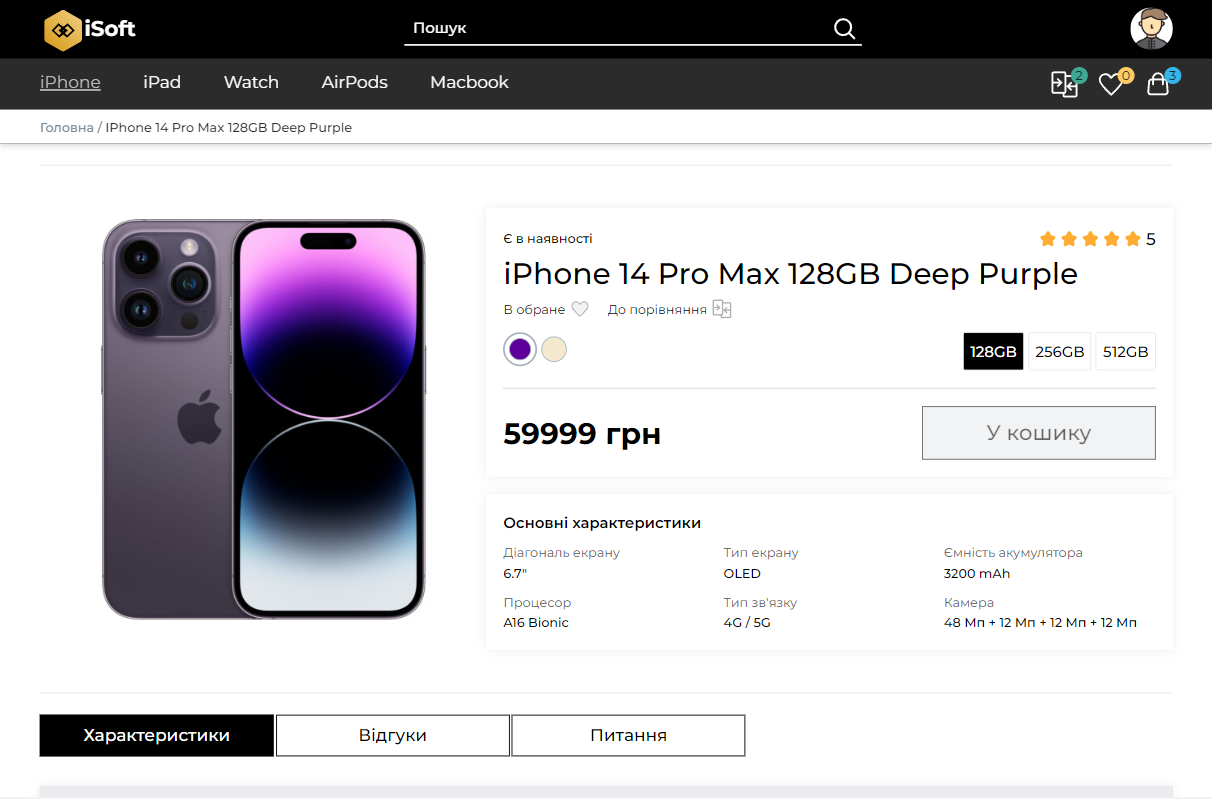 iSoft
Пошук
iPhone iPad Watch AirPods Macbook 2 0 3
Головна / IPhone 14 Pro Max 128GB Deep Purple
Є в наявності 5
iPhone 14 Pro Max 128GB Deep Purple
В обране До порівняння
128GB 256GB 512GB
59999 грн У кошику
Основні характеристики
Діагональ екрану Тип екрану Ємність акумулятора
6.7" OLED 3200 mAh
Процесор Тип зв'язку Камера
A16 Bionic 4G / 5G 48 Мп + 12 Мп + 12 Мп + 12 Мп
Характеристики Відгуки Питання